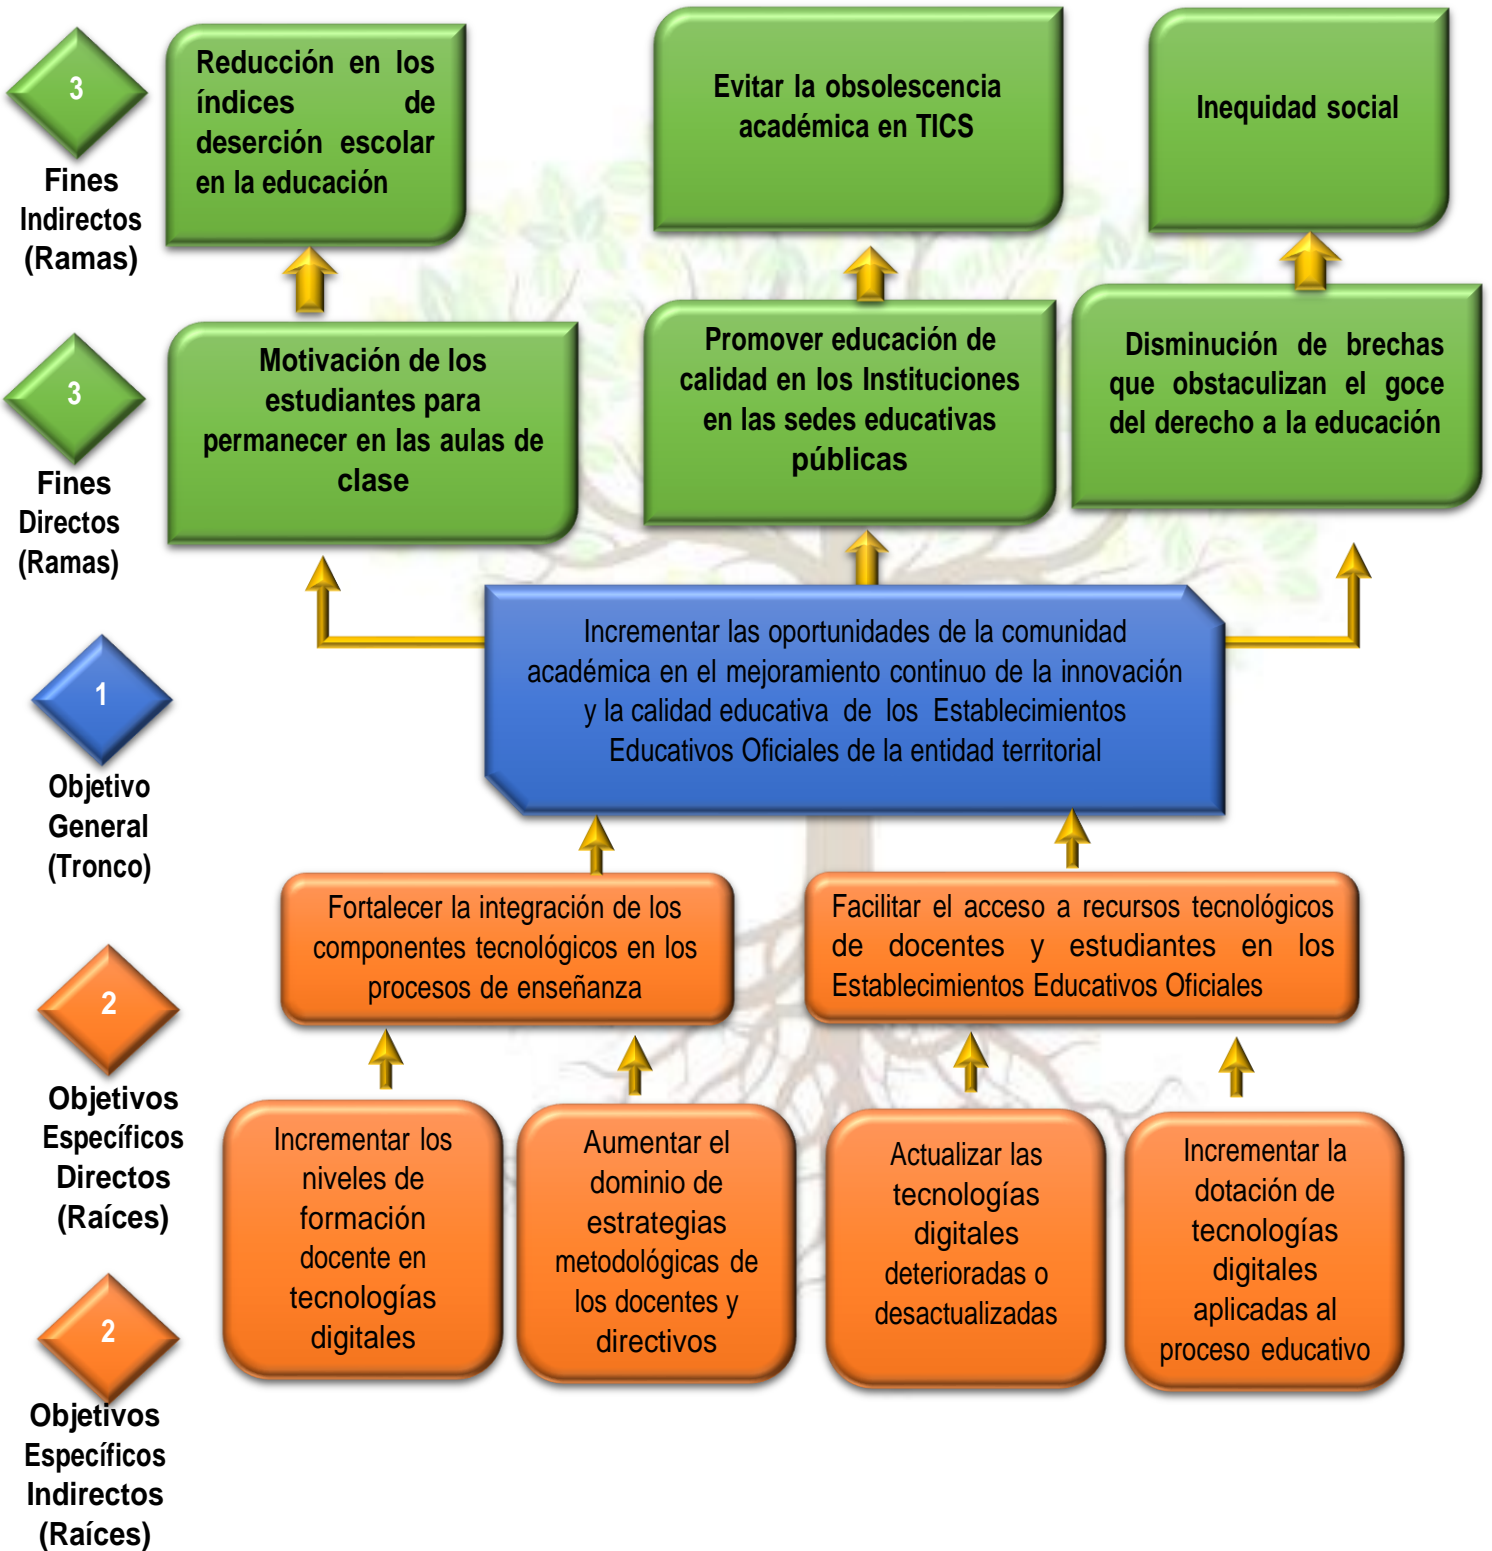 3
Fines
Indirectos
(Ramas)
Reducción en los
índices de
deserción escolar
en la educación
Evitar la obsolescencia
académica en TICS
Inequidad social
3
Fines
Directos
(Ramas)
Motivación de los
estudiantes para
permanecer en las aulas de
clase
Promover educación de
calidad en los Instituciones
en las sedes educativas
públicas
Disminución de brechas
que obstaculizan el goce
del derecho a la educación
1
Objetivo
General
(Tronco)
Incrementar las oportunidades de la comunidad
académica en el mejoramiento continuo de la innovación
y la calidad educativa de los Establecimientos
Educativos Oficiales de la entidad territorial
2
Objetivos
Específicos
Directos
(Raíces)
Fortalecer la integración de los
componentes tecnológicos en los
procesos de enseñanza
Facilitar el acceso a recursos tecnológicos
de docentes y estudiantes en los
Establecimientos Educativos Oficiales
2
Objetivos
Específicos
Indirectos
(Raíces)
Incrementar los
niveles de
formación
docente en
tecnologías
digitales
Aumentar el
dominio de
estrategias
metodológicas de
los docentes y
directivos
Actualizar las
tecnologías
digitales
deterioradas o
desactualizadas
Incrementar la
dotación de
tecnologías
digitales
aplicadas al
proceso educativo